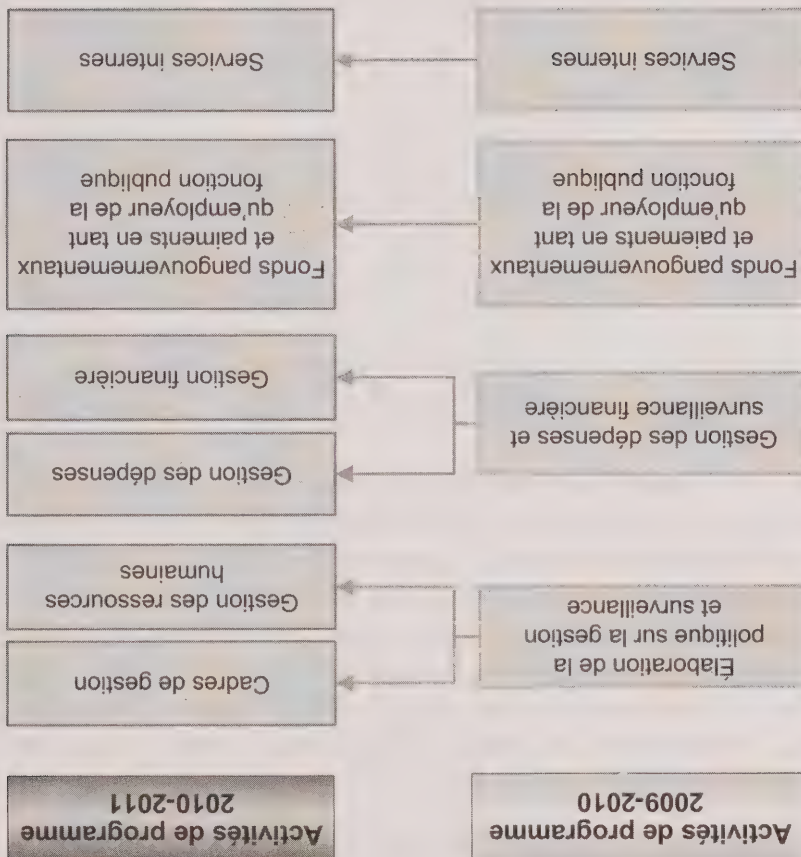 Activités de programme
2009-2010
Activités de programme
2010-2011
Élaboration de la
politique sur la gestion
et surveillance
Cadres de gestion
Gestion des ressources
humaines
Gestion des dépenses et
surveillance financière
Gestion des dépenses
Gestion financière
Fonds pangouvernementaux
et paiements en tant
qu'employeur de la
fonction publique
Fonds pangouvernementaux
et paiments en tant
qu'employeur de la
fonction publique
Services internes
Services internes